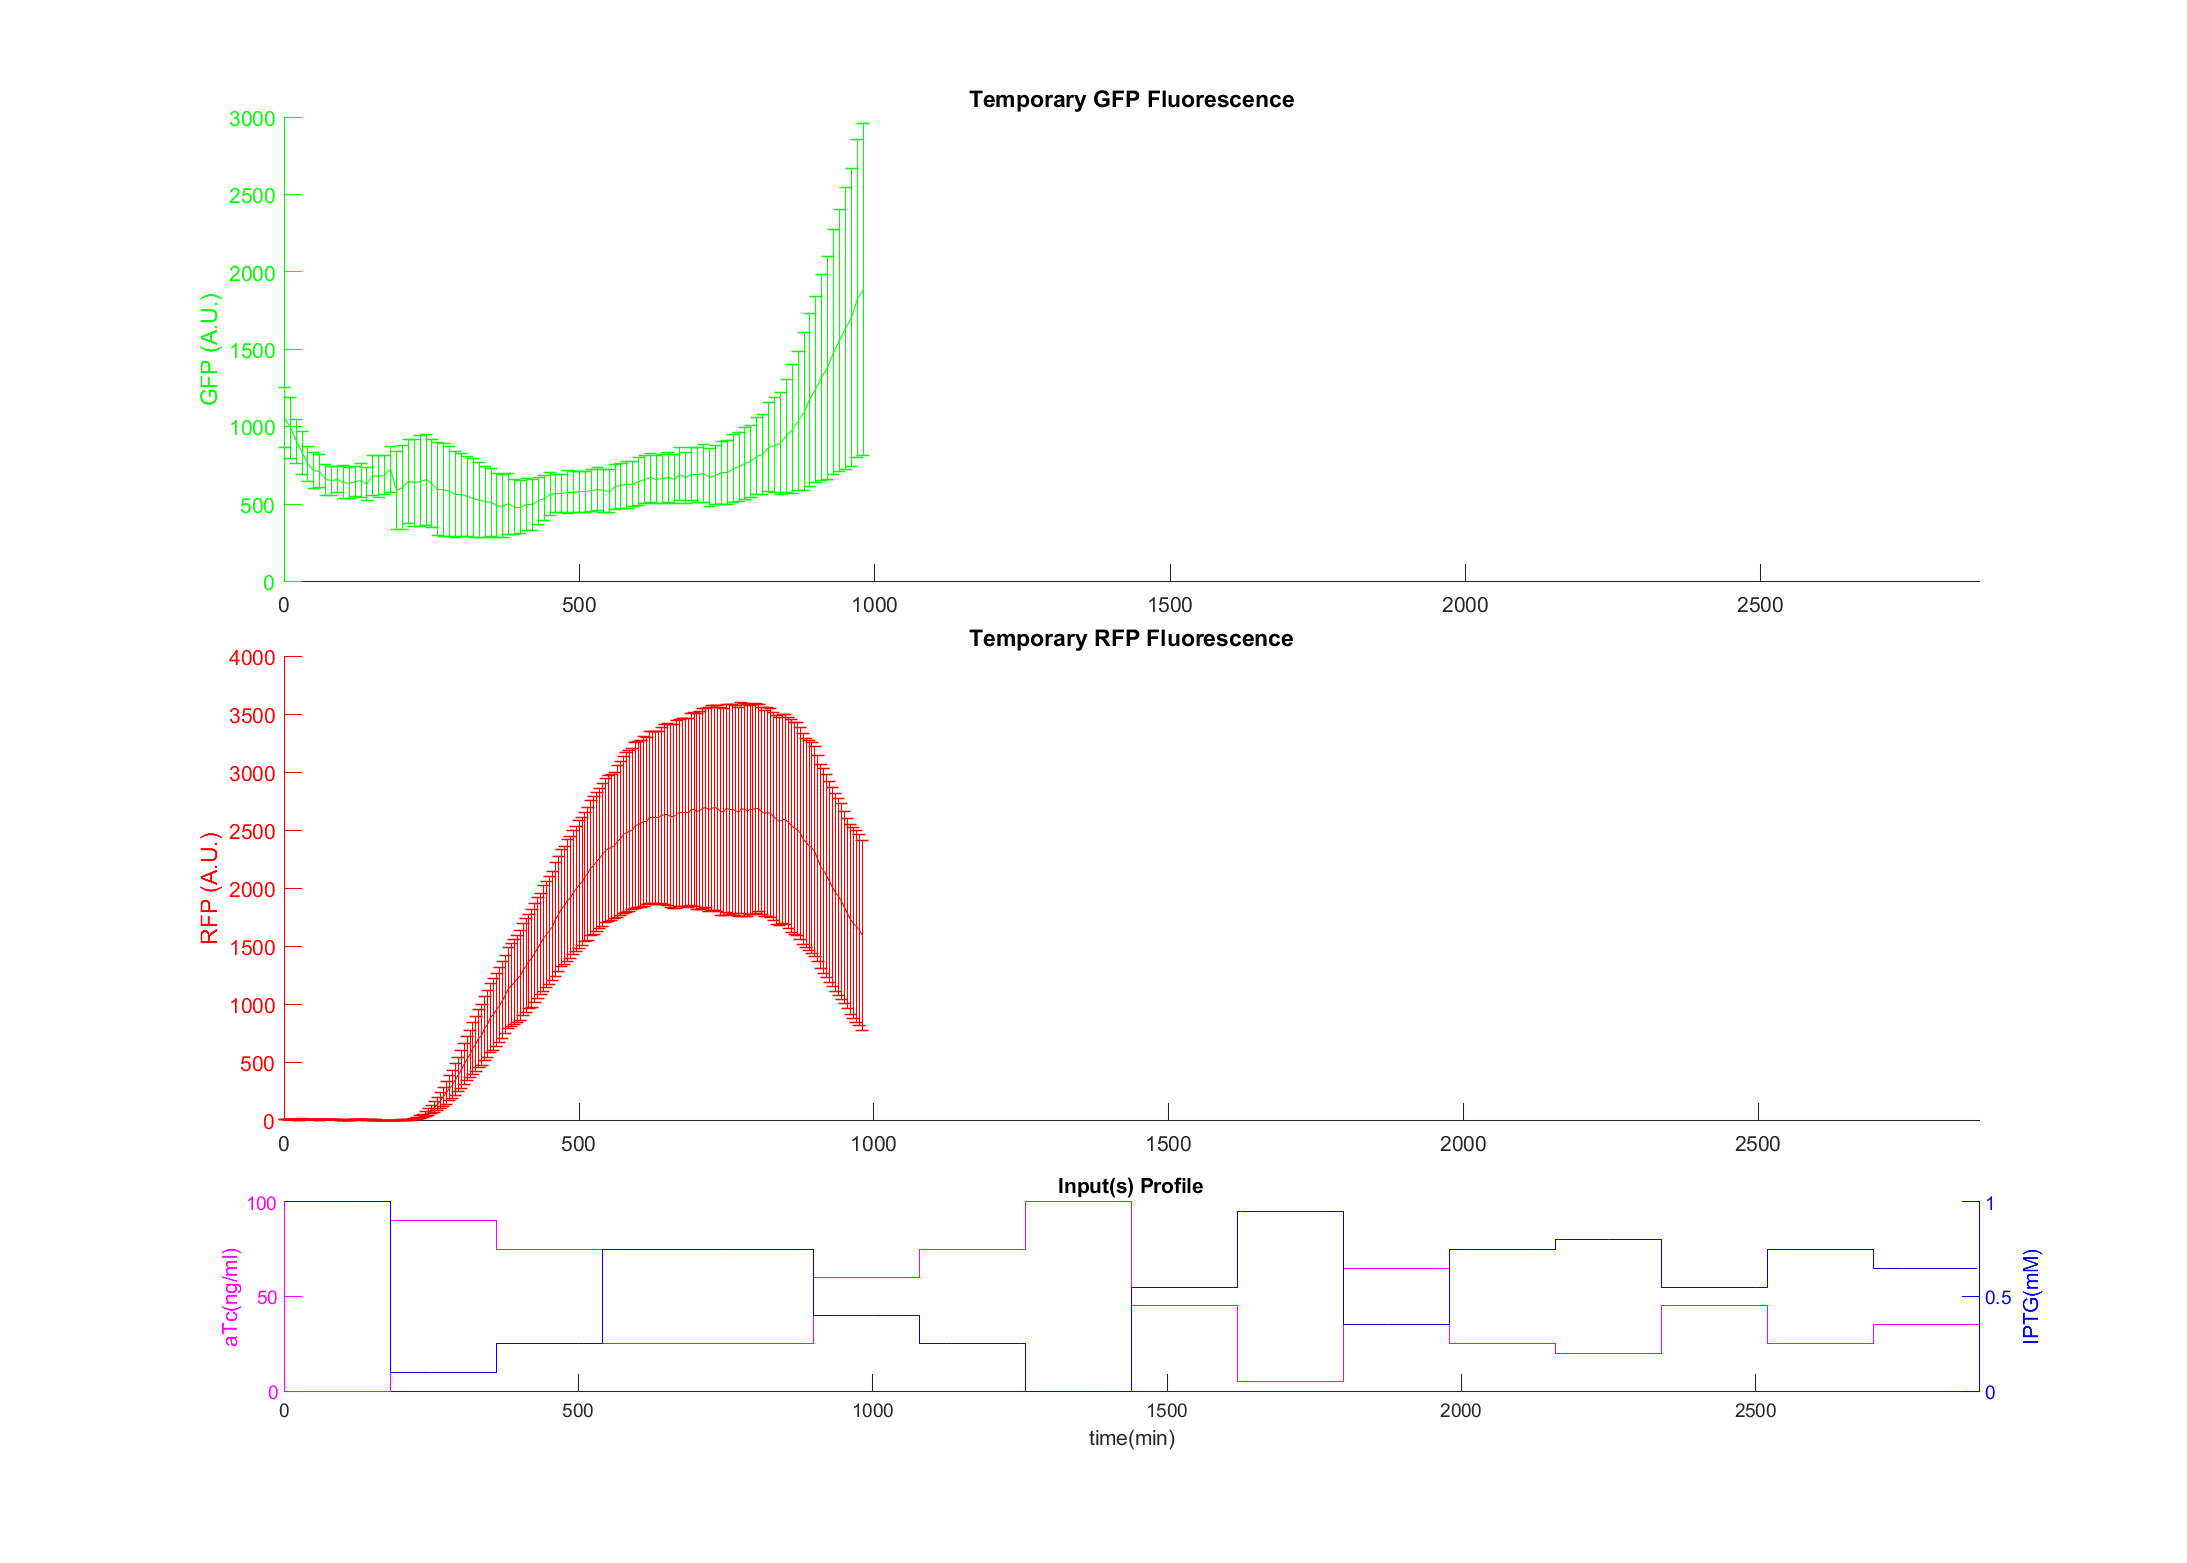 Temporary GFP Fluorescence
3000
2500
2000
1500
1000
500
0
GFP (A.U.)
0 500 1000 1500 2000 2500
Temporary RFP Fluorescence
4000
3500
3000
2500
2000
1500
1000
500
0
RFP (A.U.)
0 500 1000 1500 2000 2500
Input(s) Profile
100
50
0
aTc(ng/ml)
1
0.5
0
IPTG(mM)
0 500 1000 1500 2000 2500
time(min)